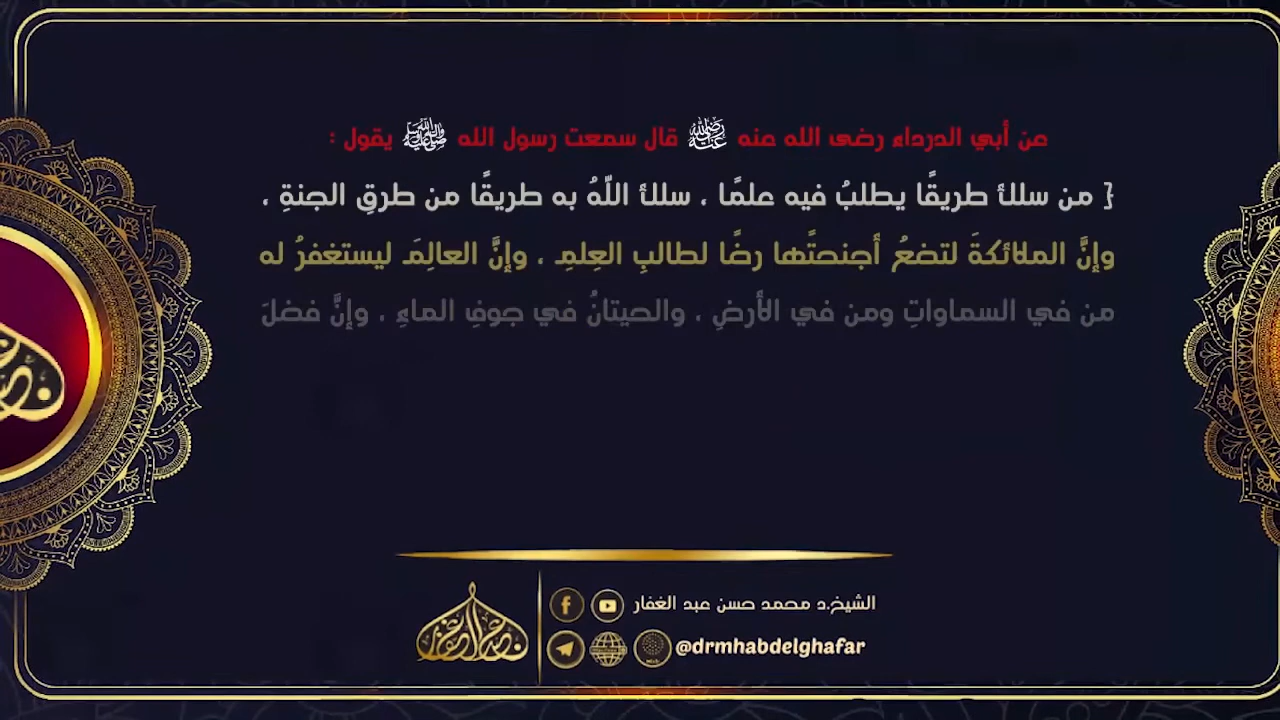 عن أبي الدرداء رضى الله عنه رضي الله عنه قال سمعت رسول الله ﷺ يقول :
{ من سلك طريقًا يطلبُ فيه علمًا ، سلك اللّهُ به طريقًا من طرقِ الجنةِ ،
وإنَّ الملائكةَ لتضعُ أجنحتَها رضًا لطالبِ العِلمِ ، وإنَّ العالِمَ ليستغفرُ له
من في السماواتِ ومن في الأرضِ ، والحيتانُ في جوفِ الماءِ ، وإنَّ فضلَ
الشيخ.د محمد حسن عبد الغفار
@drmhabdelghafar